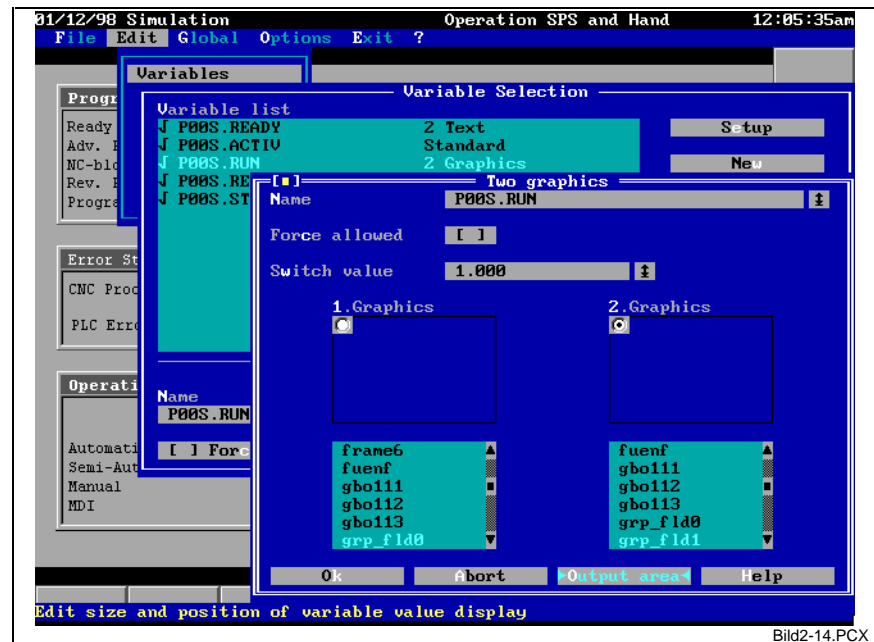 01/12/98 Simulation Operation SPS and Hand 12:05:35am
File Edit Global Options Exit ?
Variables
Variable Selection
Progr
Variable list
Ready
√ P00S.READY 2 Text
Setup
Adv.
√ P00S.ACTIV Standard
NC-blo
√ P00S.RUN 2 Graphics
New
Rev.
√ P00S.RE
Progra
√ P00S.ST
[■] Two graphics
Name P00S.RUN
Force allowed [ ]
Switch value 1.000
Error St
CNC Proc
PLC Erro
1.Graphics 2.Graphics
Operati
Name
P00S.RUN
[ ] Forc
Automati
Semi-Aut
Manual
MDI
frame6
fuenf
gbo111
gbo112
gbo113
grp_fld0
fuenf
gbo111
gbo112
gbo113
grp_fld0
grp_fld1
Ok Abort Output area Help
Edit size and position of variable value display
Bild2-14.PCX